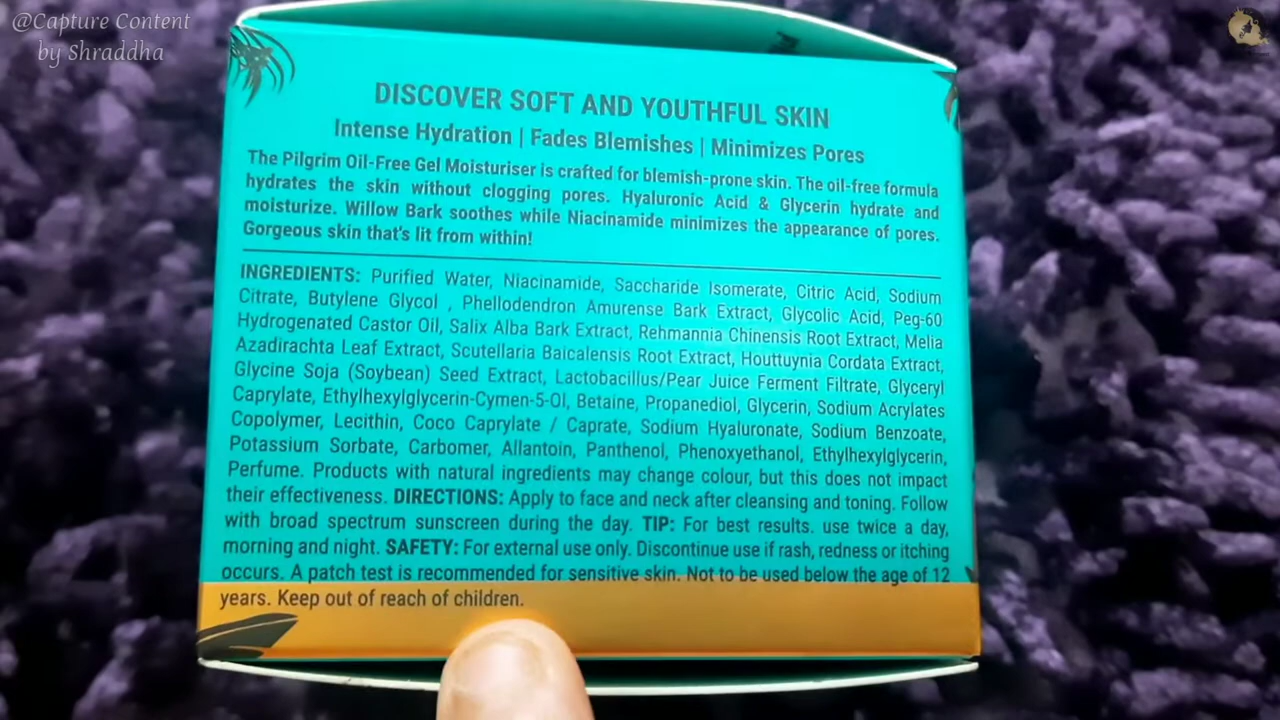 @Capture Content
by Shraddha
DISCOVER SOFT AND YOUTHFUL SKIN
Intense Hydration | Fades Blemishes | Minimizes Pores
The Pilgrim Oil-Free Gel Moisturiser is crafted for blemish-prone skin. The oil-free formula
hydrates the skin without clogging pores. Hyaluronic Acid & Glycerin hydrate and
moisturize. Willow Bark soothes while Niacinamide minimizes the appearance of pores.
Gorgeous skin that's lit from within!
INGREDIENTS: Purified Water, Niacinamide, Saccharide Isomerate, Citric Acid, Sodium
Citrate, Butylene Glycol , Phellodendron Amurense Bark Extract, Glycolic Acid, Peg-60
Hydrogenated Castor Oil, Salix Alba Bark Extract, Rehmannia Chinensis Root Extract, Melia
Azadirachta Leaf Extract, Scutellaria Baicalensis Root Extract, Houttuynia Cordata Extract,
Glycine Soja (Soybean) Seed Extract, Lactobacillus/Pear Juice Ferment Filtrate, Glyceryl
Caprylate, Ethylhexylglycerin-Cymen-5-Ol, Betaine, Propanediol, Glycerin, Sodium Acrylates
Copolymer, Lecithin, Coco Caprylate / Caprate, Sodium Hyaluronate, Sodium Benzoate,
Potassium Sorbate, Carbomer, Allantoin, Panthenol, Phenoxyethanol, Ethylhexylglycerin,
Perfume. Products with natural ingredients may change colour, but this does not impact
their effectiveness. DIRECTIONS: Apply to face and neck after cleansing and toning. Follow
with broad spectrum sunscreen during the day. TIP: For best results. use twice a day,
morning and night. SAFETY: For external use only. Discontinue use if rash, redness or itching
occurs. A patch test is recommended for sensitive skin. Not to be used below the age of 12
years. Keep out of reach of children.